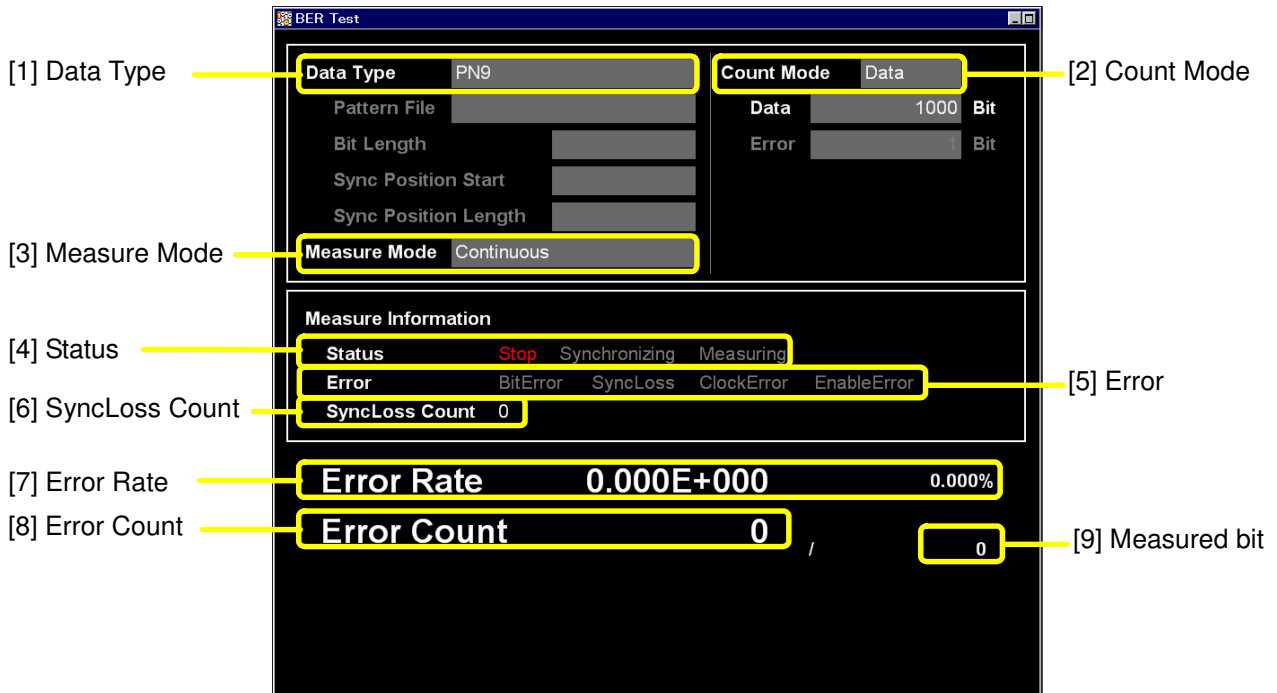 BER Test
[1] Data Type
Data Type PN9
Count Mode Data
[2] Count Mode
Pattern File
Data 1000 Bit
Bit Length
Error 1 Bit
Sync Position Start
Sync Position Length
[3] Measure Mode
Measure Mode Continuous
Measure Information
[4] Status
Status Stop Synchronizing Measuring
Error BitError SyncLoss ClockError EnableError
[5] Error
[6] SyncLoss Count
SyncLoss Count 0
[7] Error Rate
Error Rate 0.000E+000 0.000%
[8] Error Count
Error Count 0 / 0
[9] Measured bit